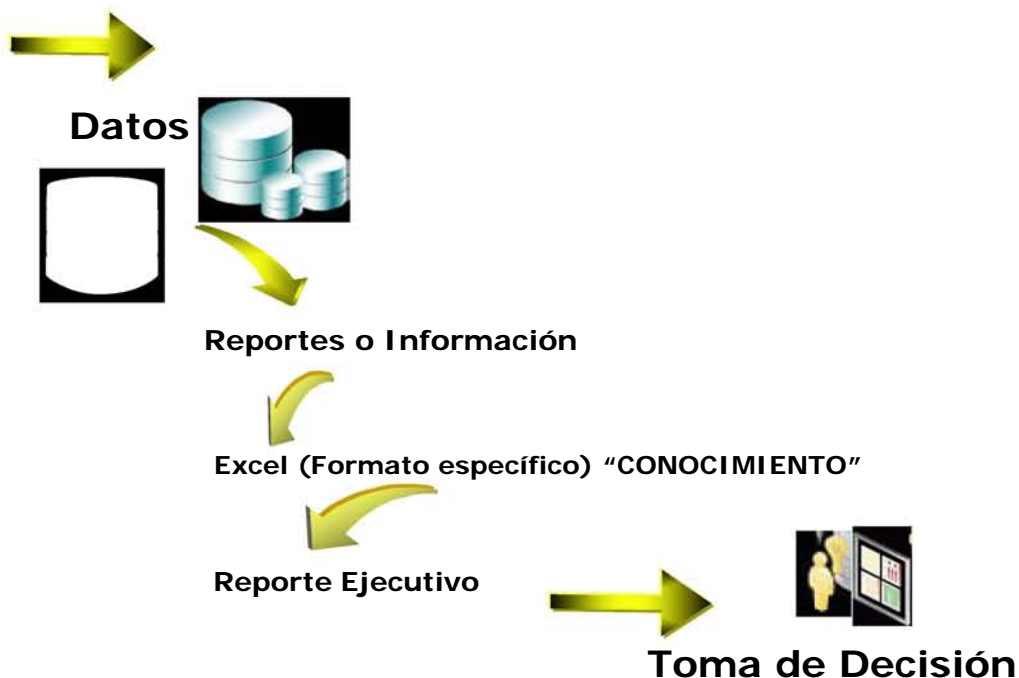 Datos
Reportes o Información
Excel (Formato específico) “CONOCIMIENTO”
Reporte Ejecutivo
Toma de Decisión